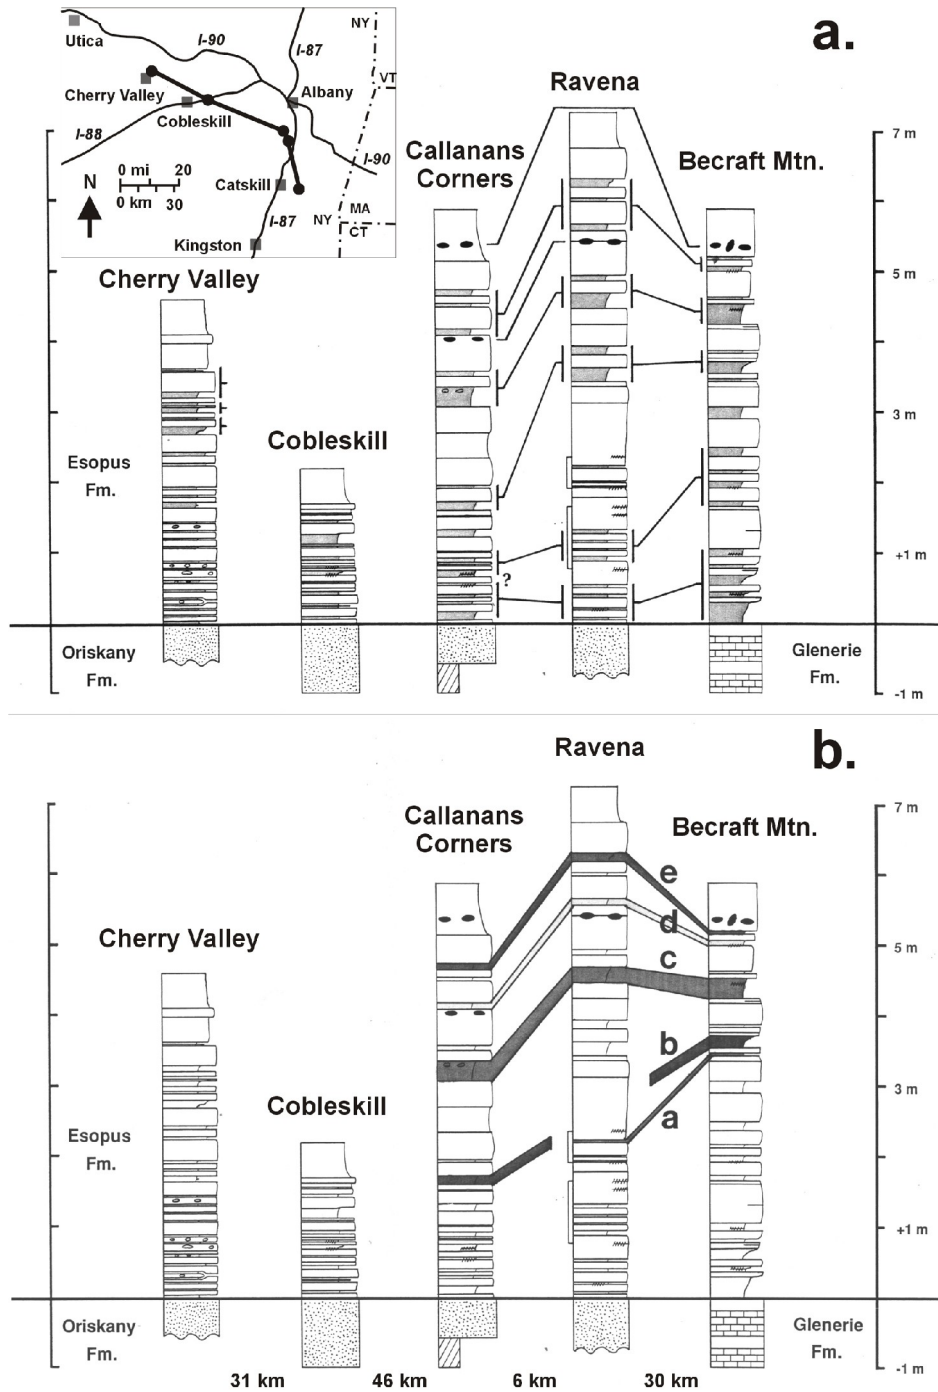 a.
Utica
I-90
I-87
NY
VT
Cherry Valley
Albany
Cobleskill
I-88
I-90
0 mi 20
0 km 30
N
Catskill
MA
NY
CT
I-87
Kingston
Ravena
Callanans
Corners
Becraft Mtn.
Cherry Valley
Cobleskill
7 m
5 m
3 m
+1 m
-1 m
Esopus
Fm.
?
Oriskany
Fm.
Glenerie
Fm.
b.
Ravena
Callanans
Corners
Becraft Mtn.
Cherry Valley
Cobleskill
7 m
5 m
3 m
+1 m
-1 m
e
d
c
b
a
Esopus
Fm.
Oriskany
Fm.
Glenerie
Fm.
31 km 46 km 6 km 30 km